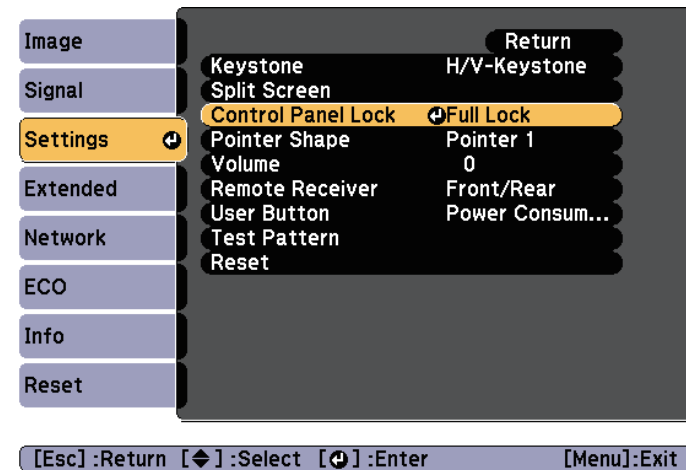 Image
Signal
Settings
Extended
Network
ECO
Info
Reset
Return
Keystone H/V-Keystone
Split Screen
Control Panel Lock Full Lock
Pointer Shape Pointer 1
Volume 0
Remote Receiver Front/Rear
User Button Power Consum...
Test Pattern
Reset
[Esc] :Return [ ] :Select [ ] :Enter [Menu]:Exit